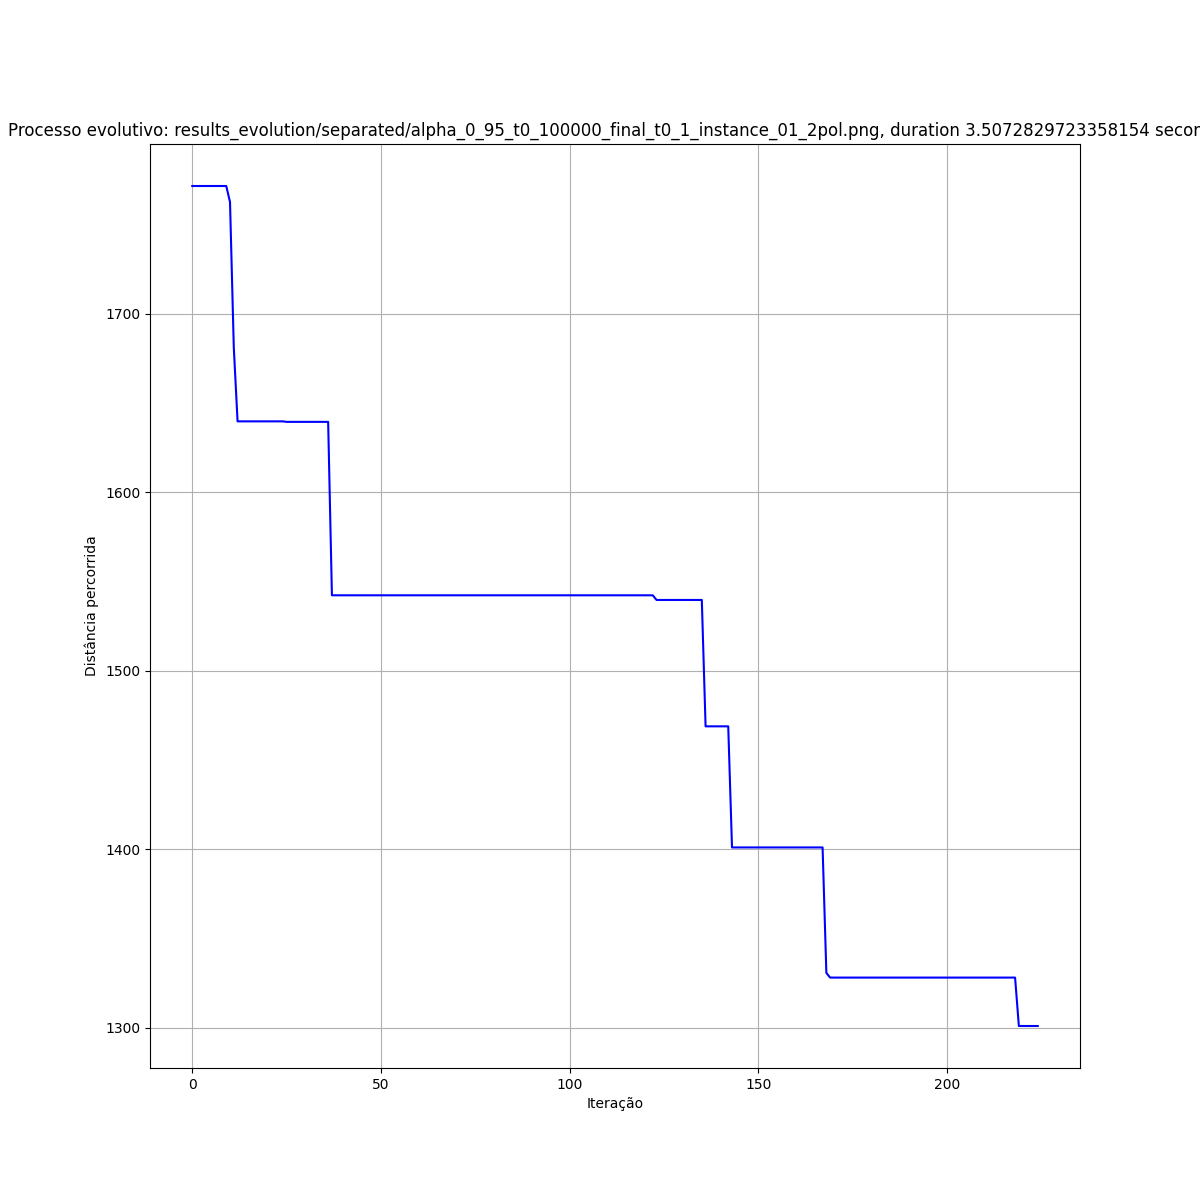 Processo evolutivo: results_evolution/separated/alpha_0_95_t0_100000_final_t0_1_instance_01_2pol.png, duration 3.5072829723358154
1700
1600
1500
1400
1300
Distância percorrida
0 50 100 150 200
Iteração